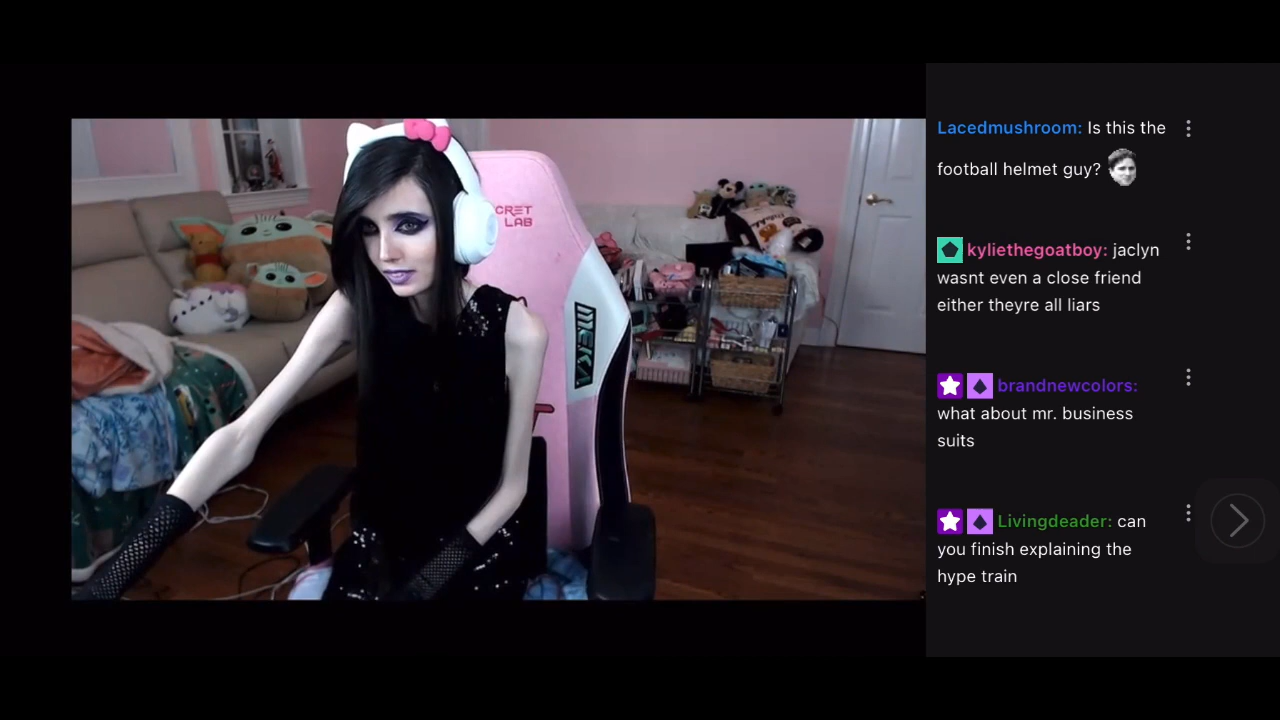 CRET
LAB
MEKA
Lacedmushroom: Is this the
football helmet guy?
kyliethegoatboy: jaclyn
wasnt even a close friend
either theyre all liars
brandnewcolors:
what about mr. business
suits
Livingdeader: can
you finish explaining the
hype train